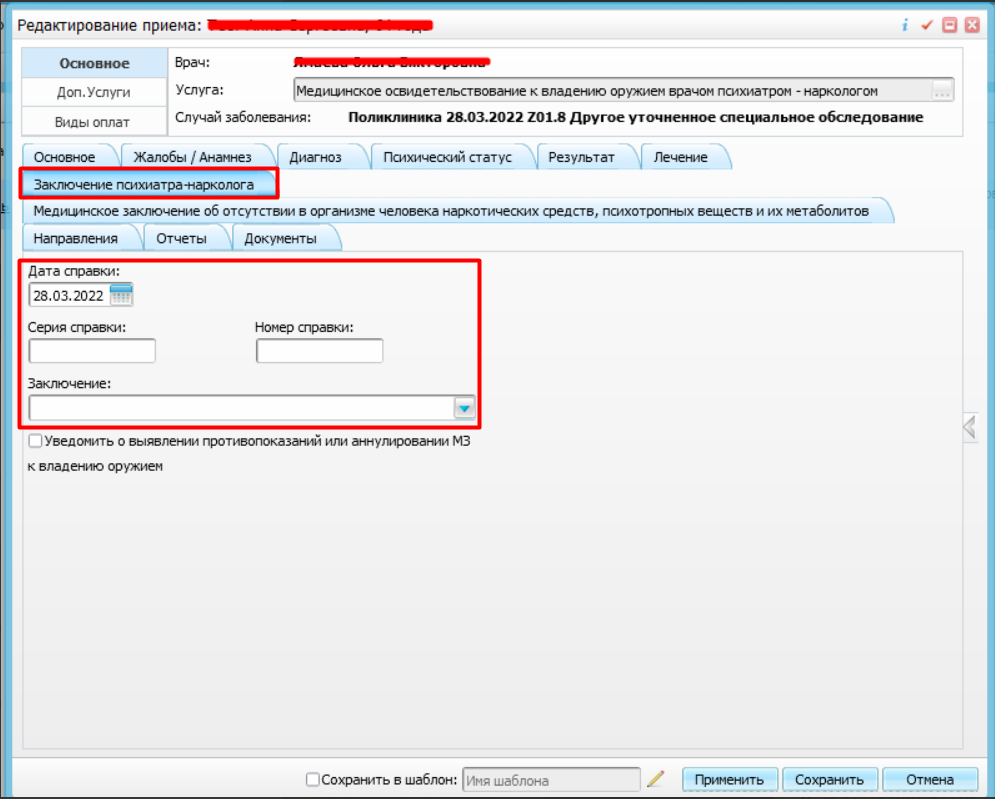 Редактирование приема:
Основное
Врач:
Доп.Услуги
Услуга:
Медицинское освидетельствование к владению оружием врачом психиатром - наркологом
...
Виды оплат
Случай заболевания:
Поликлиника 28.03.2022 Z01.8 Другое уточненное специальное обследование
Основное
Жалобы / Анамнез
Диагноз
Психический статус
Результат
Лечение
Заключение психиатра-нарколога
Медицинское заключение об отсутствии в организме человека наркотических средств, психотропных веществ и их метаболитов
Направления
Отчеты
Документы
Дата справки:
28.03.2022
Серия справки:
Номер справки:
Заключение:
Уведомить о выявлении противопоказаний или аннулировании МЗ
к владению оружием
Сохранить в шаблон:
Имя шаблона
Применить
Сохранить
Отмена